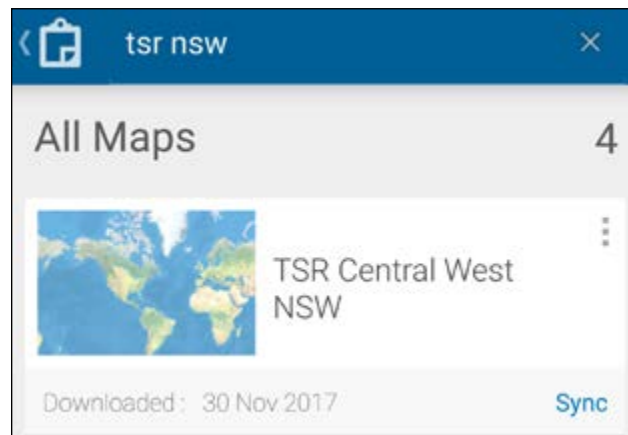 tsr nsw
All Maps 4
TSR Central West
NSW
Downloaded : 30 Nov 2017 Sync